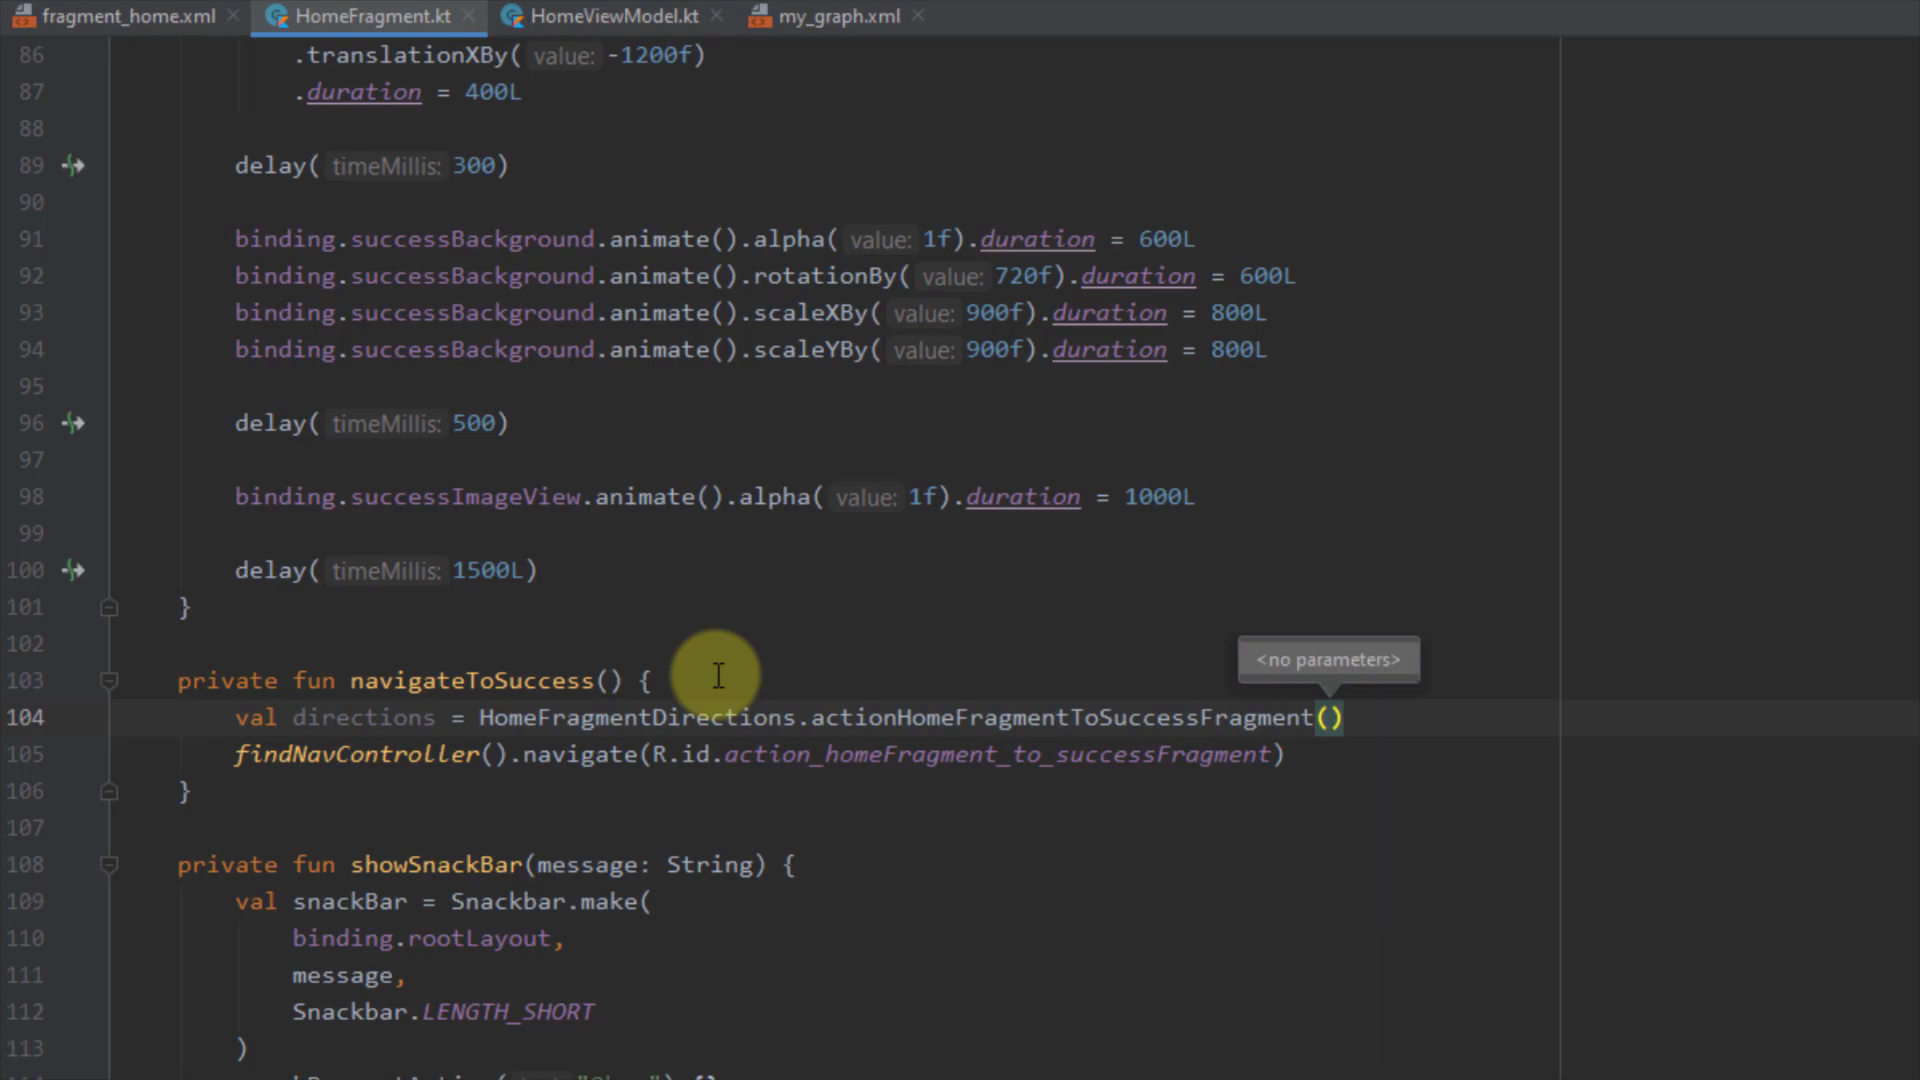 fragment_home.xml HomeFragment.kt HomeViewModel.kt my_graph.xml
86 .translationXBy( value: -1200f)
87 .duration = 400L
88
89 delay( timeMillis: 300)
90
91 binding.successBackground.animate().alpha( value: 1f).duration = 600L
92 binding.successBackground.animate().rotationBy( value: 720f).duration = 600L
93 binding.successBackground.animate().scaleXBy( value: 900f).duration = 800L
94 binding.successBackground.animate().scaleYBy( value: 900f).duration = 800L
95
96 delay( timeMillis: 500)
97
98 binding.successImageView.animate().alpha( value: 1f).duration = 1000L
99
100 delay( timeMillis: 1500L)
101 }
102
<no parameters>
103 private fun navigateToSuccess() {
104 val directions = HomeFragmentDirections.actionHomeFragmentToSuccessFragment()
105 findNavController().navigate(R.id.action_homeFragment_to_successFragment)
106 }
107
108 private fun showSnackBar(message: String) {
109 val snackBar = Snackbar.make(
110 binding.rootLayout,
111 message,
112 Snackbar.LENGTH_SHORT
113 )